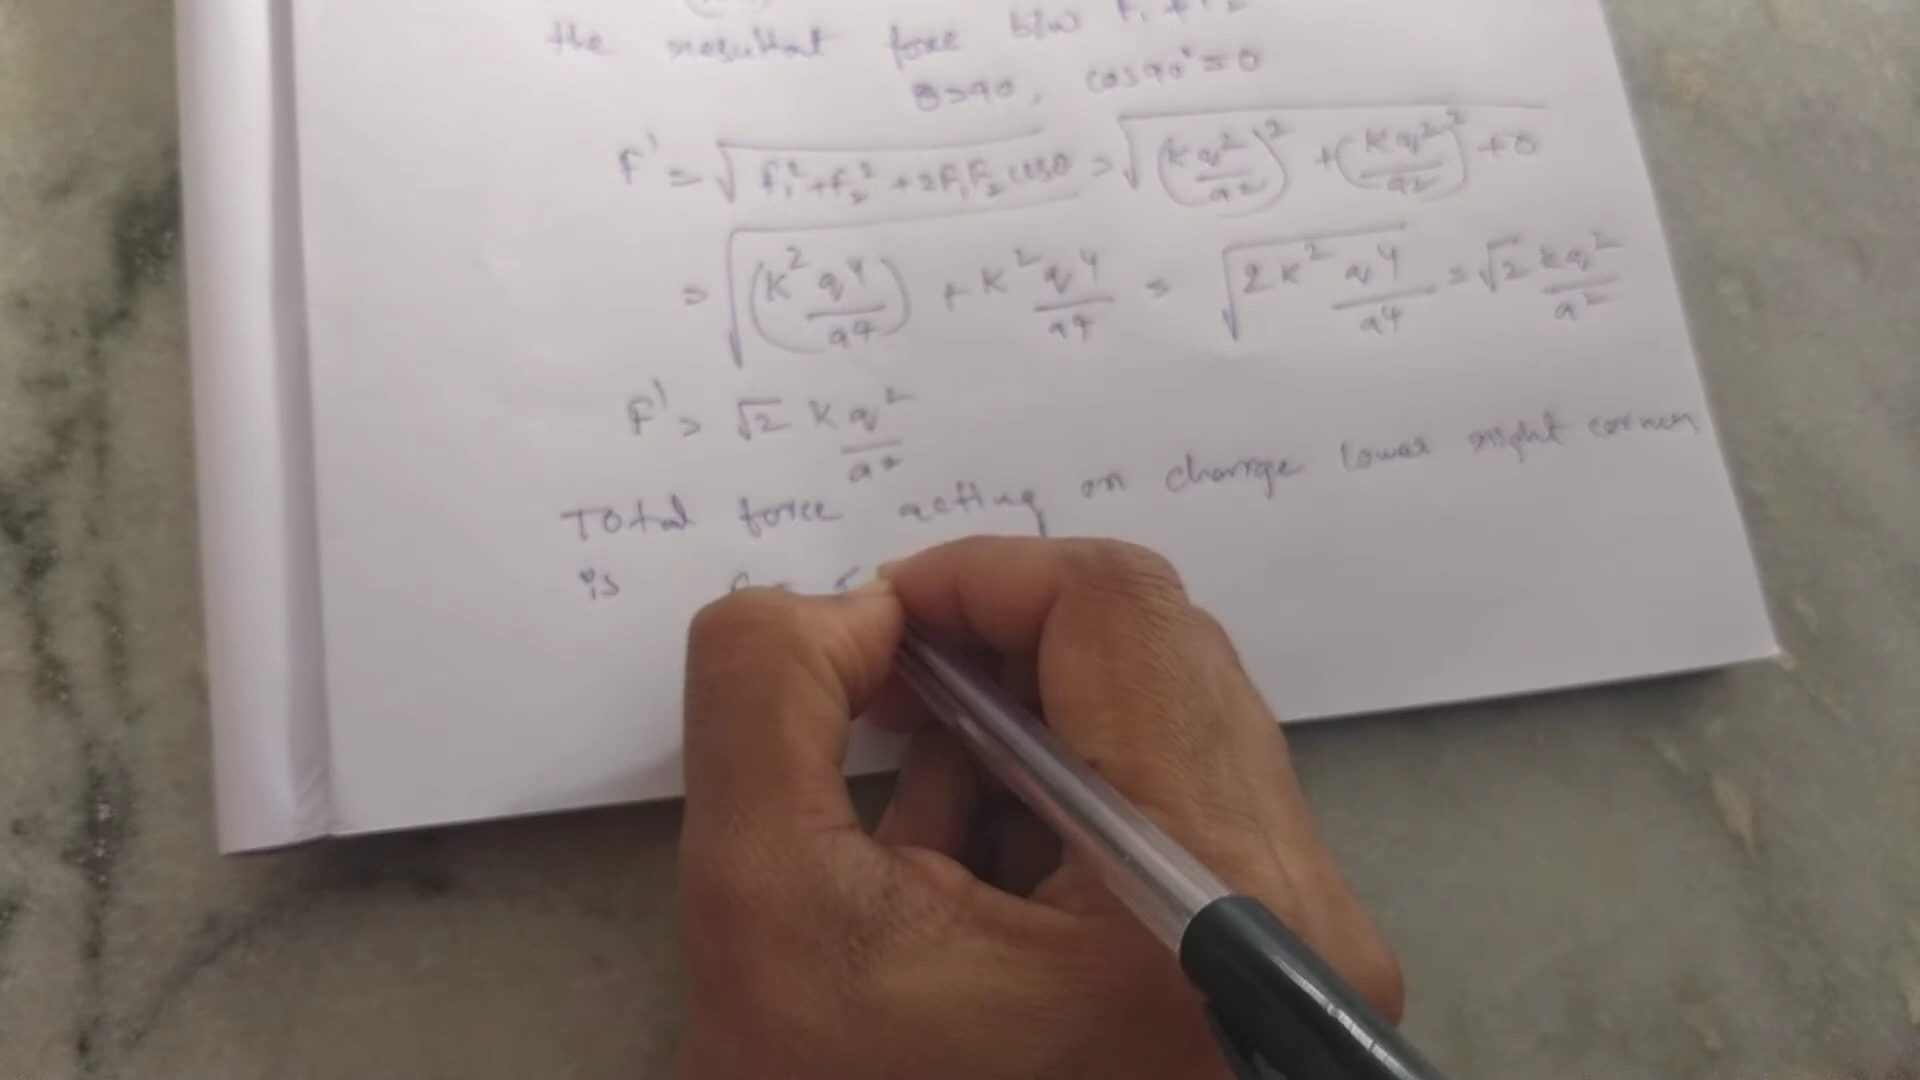 the resultant force b/w F₁ & F₂
θ=90, cos90°=0
F' = √(F₁²+F₂²+2F₁F₂cosθ) = √((kq²/a²)²+(kq²/a²)²+0)
= √((k²q⁴/a⁴)+k²q⁴/a⁴) = √(2k²q⁴/a⁴) = √2 kq²/a²
F' = √2 k q²/a²
Total force acting on charge lower right corner
is